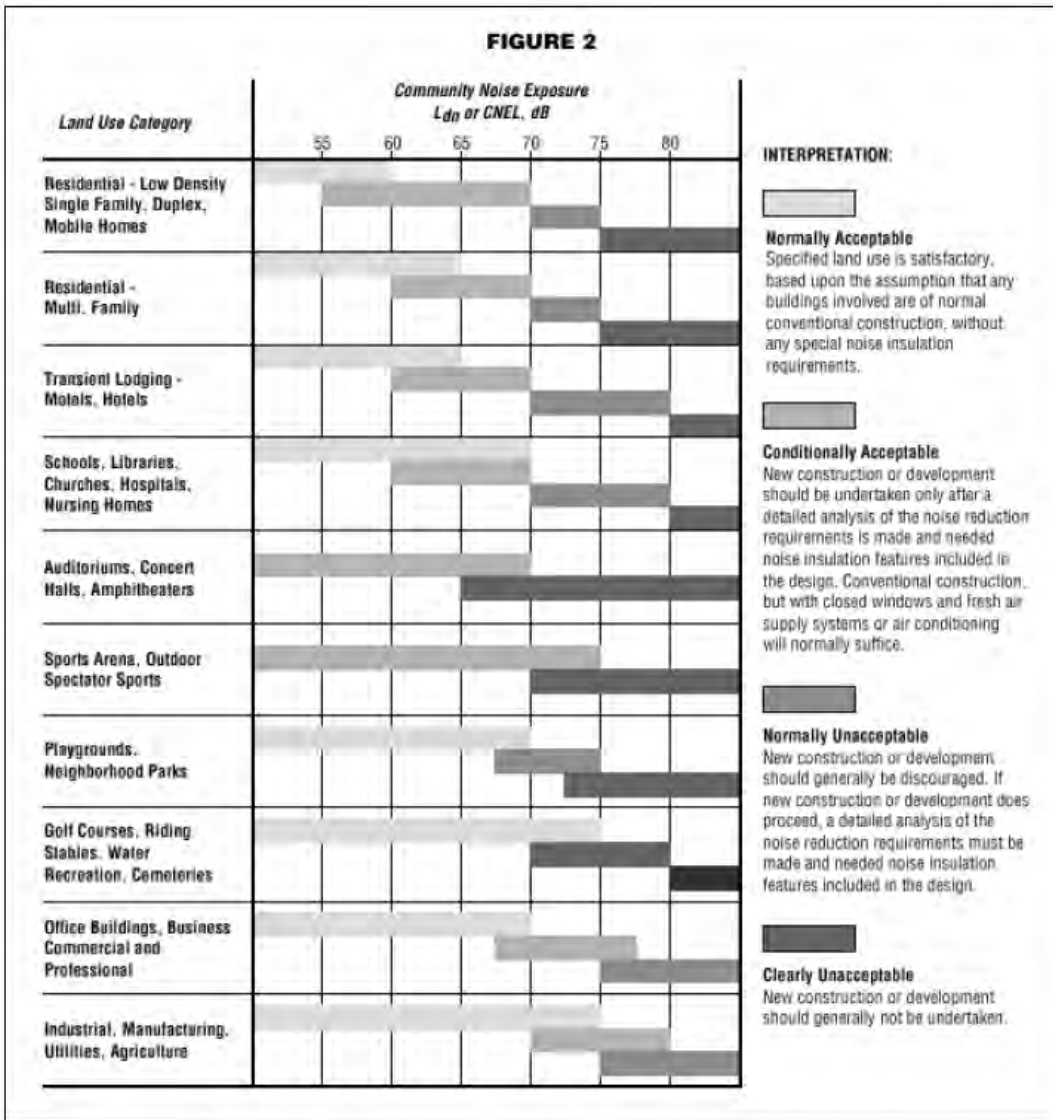 FIGURE 2
Land Use Category
Community Noise Exposure
Ldn or CNEL, dB
55 60 65 70 75 80
Residential - Low Density
Single Family, Duplex,
Mobile Homes
Residential -
Multi. Family
Transient Lodging -
Motels, Hotels
Schools, Libraries,
Churches, Hospitals,
Nursing Homes
Auditoriums, Concert
Halls, Amphitheaters
Sports Arena, Outdoor
Spectator Sports
Playgrounds,
Neighborhood Parks
Golf Courses, Riding
Stables, Water
Recreation, Cemeteries
Office Buildings, Business
Commercial and
Professional
Industrial, Manufacturing,
Utilities, Agriculture
INTERPRETATION:
Normally Acceptable
Specified land use is satisfactory,
based upon the assumption that any
buildings involved are of normal
conventional construction, without
any special noise insulation
requirements.
Conditionally Acceptable
New construction or development
should be undertaken only after a
detailed analysis of the noise reduction
requirements is made and needed
noise insulation features included in
the design. Conventional construction,
but with closed windows and fresh air
supply systems or air conditioning
will normally suffice.
Normally Unacceptable
New construction or development
should generally be discouraged. If
new construction or development does
proceed, a detailed analysis of the
noise reduction requirements must be
made and needed noise insulation
features included in the design.
Clearly Unacceptable
New construction or development
should generally not be undertaken.